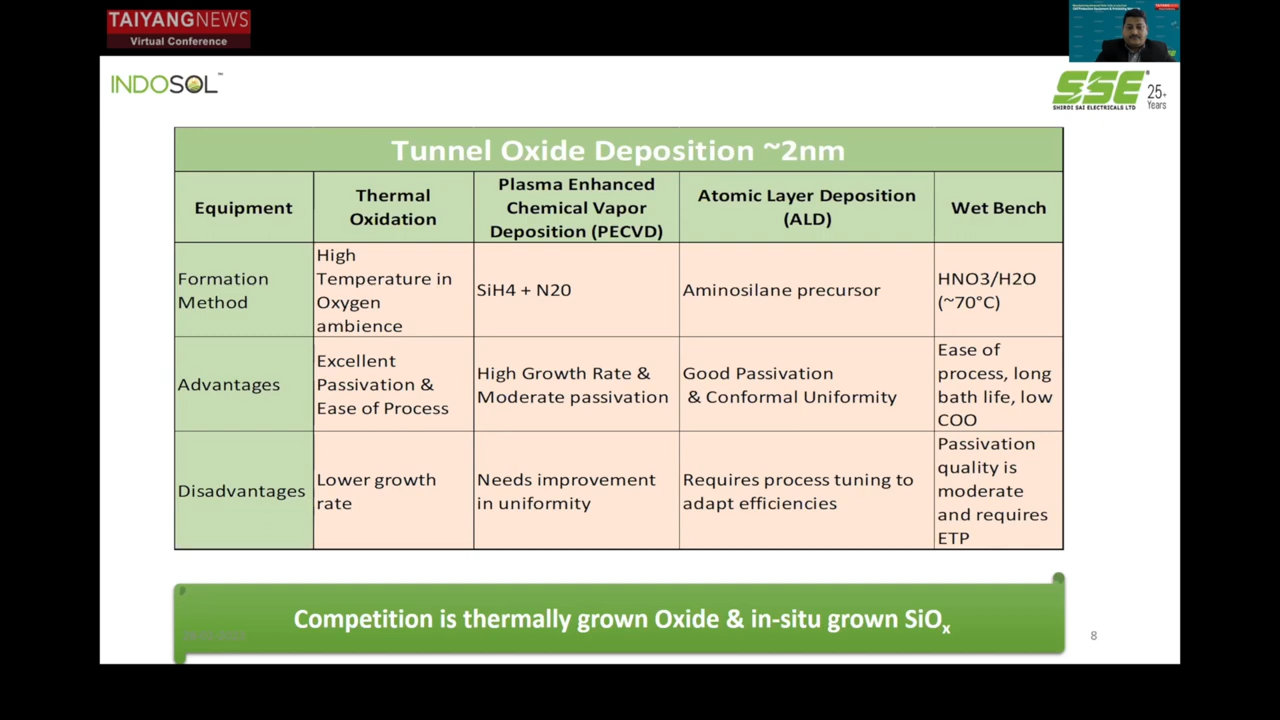 TAIYANGNEWS
Virtual Conference
INDOSOL
SSE
SHIRDI SAI ELECTRICALS LTD
25+
Years
Tunnel Oxide Deposition ~2nm
Equipment
Thermal
Oxidation
Plasma Enhanced
Chemical Vapor
Deposition (PECVD)
Atomic Layer Deposition
(ALD)
Wet Bench
Formation
Method
High
Temperature in
Oxygen
ambience
SiH4 + N20
Aminosilane precursor
HNO3/H2O
(~70°C)
Advantages
Excellent
Passivation &
Ease of Process
High Growth Rate &
Moderate passivation
Good Passivation
& Conformal Uniformity
Ease of
process, long
bath life, low
COO
Disadvantages
Lower growth
rate
Needs improvement
in uniformity
Requires process tuning to
adapt efficiencies
Passivation
quality is
moderate
and requires
ETP
Competition is thermally grown Oxide & in-situ grown SiOx
8